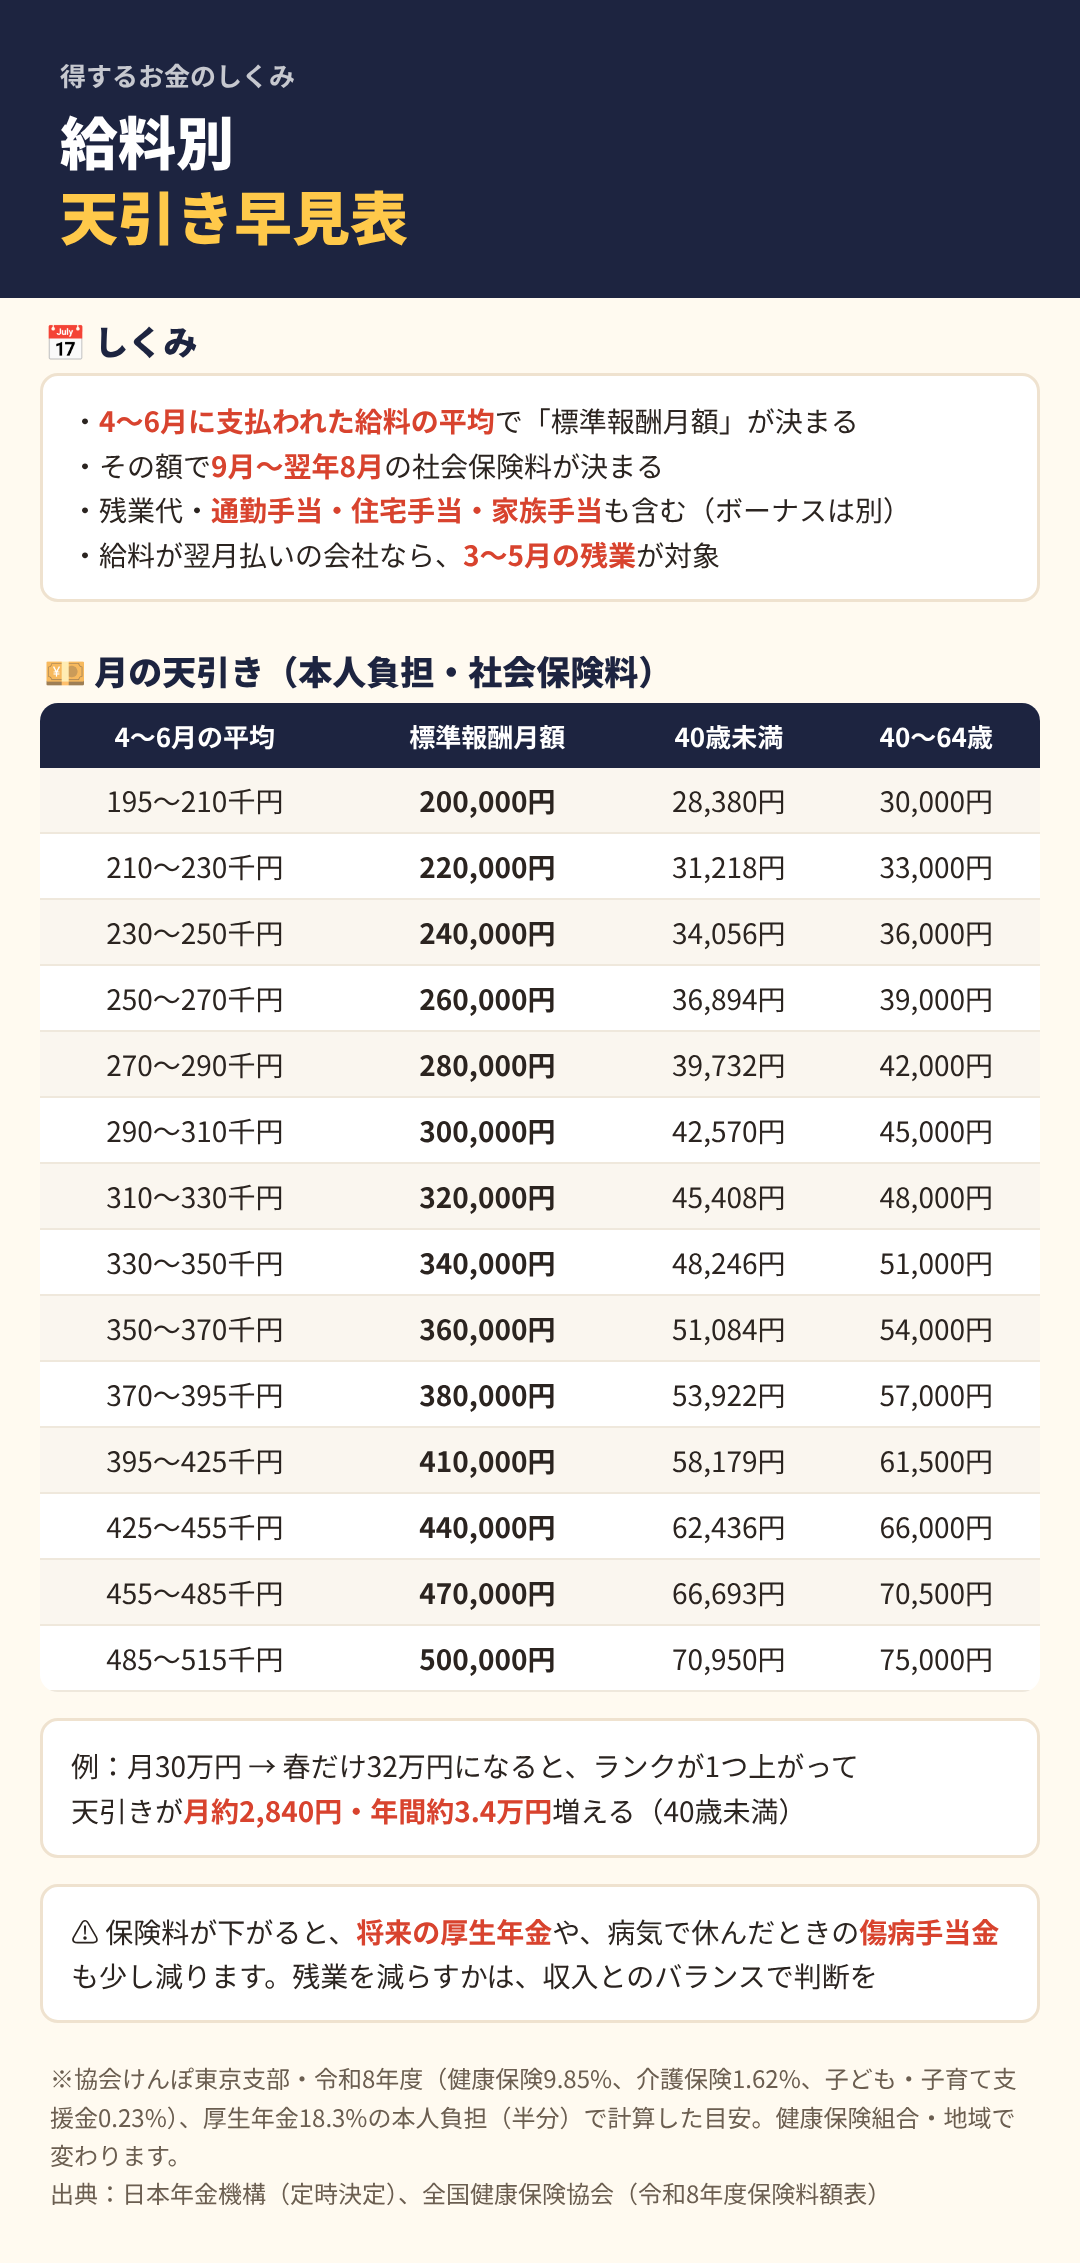 得するお金のしくみ
給料別
天引き早見表
📅 しくみ
・4〜6月に支払われた給料の平均で「標準報酬月額」が決まる
・その額で9月〜翌年8月の社会保険料が決まる
・残業代・通勤手当・住宅手当・家族手当も含む（ボーナスは別）
・給料が翌月払いの会社なら、3〜5月の残業が対象
💴 月の天引き（本人負担・社会保険料）
4〜6月の平均 標準報酬月額 40歳未満 40〜64歳
195〜210千円 200,000円 28,380円 30,000円
210〜230千円 220,000円 31,218円 33,000円
230〜250千円 240,000円 34,056円 36,000円
250〜270千円 260,000円 36,894円 39,000円
270〜290千円 280,000円 39,732円 42,000円
290〜310千円 300,000円 42,570円 45,000円
310〜330千円 320,000円 45,408円 48,000円
330〜350千円 340,000円 48,246円 51,000円
350〜370千円 360,000円 51,084円 54,000円
370〜395千円 380,000円 53,922円 57,000円
395〜425千円 410,000円 58,179円 61,500円
425〜455千円 440,000円 62,436円 66,000円
455〜485千円 470,000円 66,693円 70,500円
485〜515千円 500,000円 70,950円 75,000円
例：月30万円 → 春だけ32万円になると、ランクが1つ上がって
天引きが月約2,840円・年間約3.4万円増える（40歳未満）
⚠ 保険料が下がると、将来の厚生年金や、病気で休んだときの傷病手当金
も少し減ります。残業を減らすかは、収入とのバランスで判断を
※協会けんぽ東京支部・令和8年度（健康保険9.85%、介護保険1.62%、子ども・子育て支
援金0.23%）、厚生年金18.3%の本人負担（半分）で計算した目安。健康保険組合・地域で
変わります。
出典：日本年金機構（定時決定）、全国健康保険協会（令和8年度保険料額表）